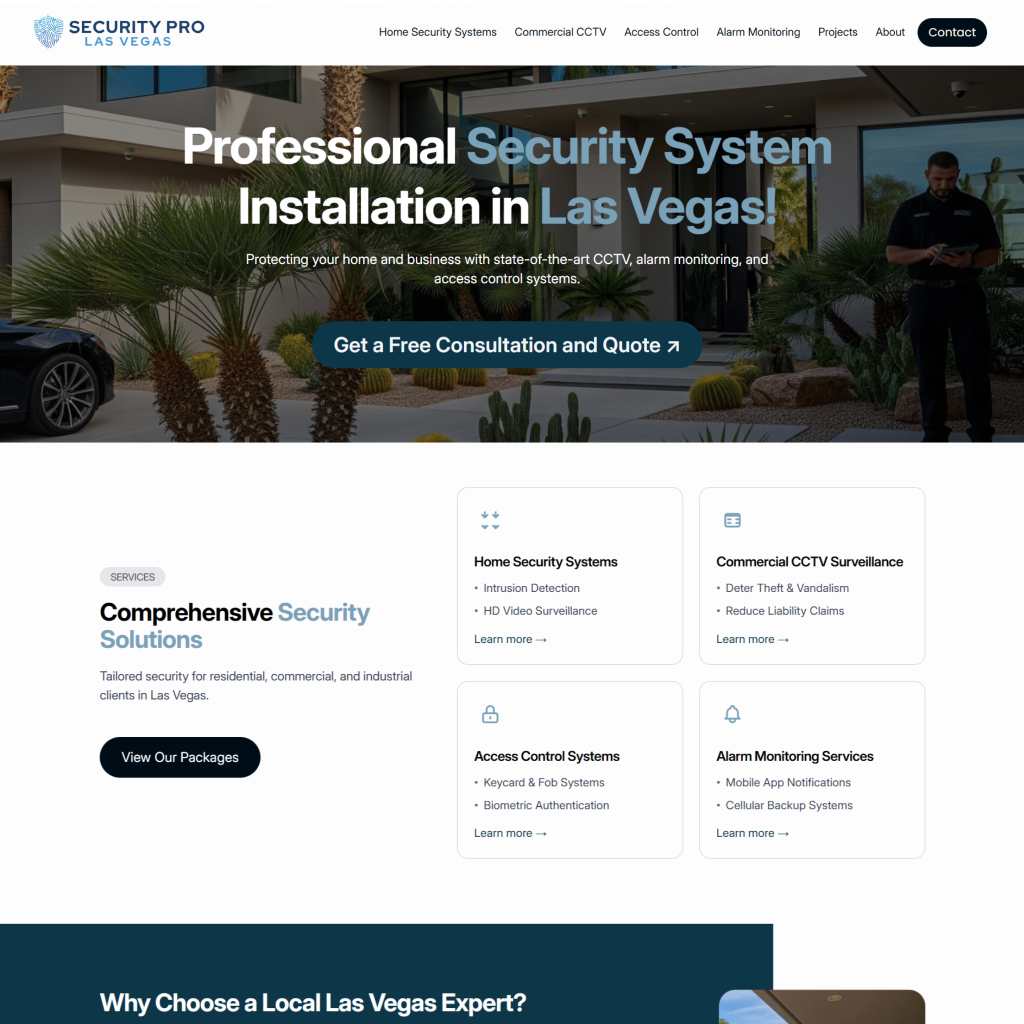 SECURITY PRO
LAS VEGAS
Home Security Systems
Commercial CCTV
Access Control
Alarm Monitoring
Projects
About
Contact
Professional Security System
Installation in Las Vegas!
Protecting your home and business with state-of-the-art CCTV, alarm monitoring, and
access control systems.
Get a Free Consultation and Quote ↗
SERVICES
Comprehensive Security
Solutions
Tailored security for residential, commercial, and industrial
clients in Las Vegas.
View Our Packages
Home Security Systems
• Intrusion Detection
• HD Video Surveillance
Learn more →
Commercial CCTV Surveillance
• Deter Theft & Vandalism
• Reduce Liability Claims
Learn more →
Access Control Systems
• Keycard & Fob Systems
• Biometric Authentication
Learn more →
Alarm Monitoring Services
• Mobile App Notifications
• Cellular Backup Systems
Learn more →
Why Choose a Local Las Vegas Expert?